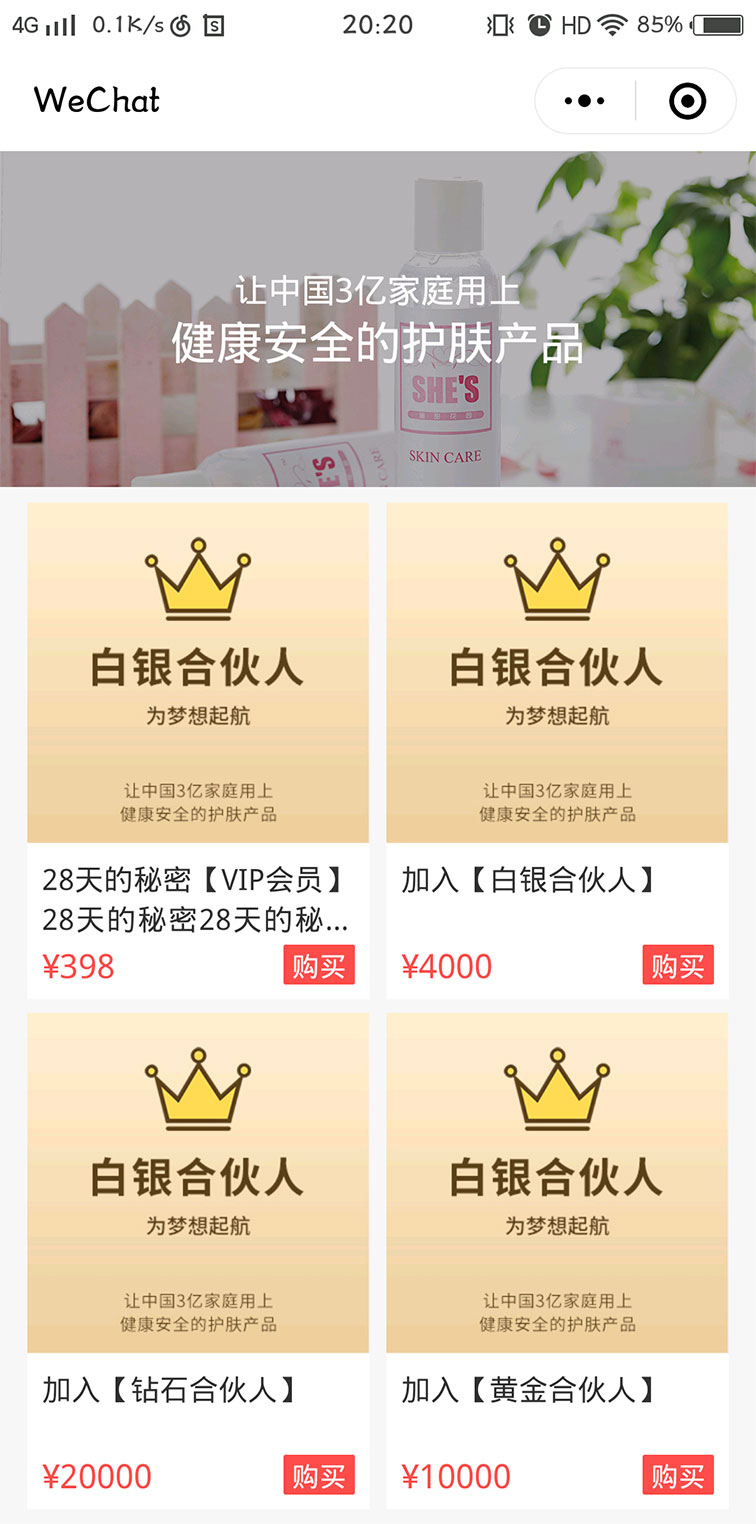 4G 0.1K/s 20:20 HD 85%
WeChat
让中国3亿家庭用上
健康安全的护肤产品
SHE'S
SKIN CARE
白银合伙人
为梦想起航
让中国3亿家庭用上
健康安全的护肤产品
28天的秘密【VIP会员】
28天的秘密28天的秘...
¥398 购买
白银合伙人
为梦想起航
让中国3亿家庭用上
健康安全的护肤产品
加入【白银合伙人】
¥4000 购买
白银合伙人
为梦想起航
让中国3亿家庭用上
健康安全的护肤产品
加入【钻石合伙人】
¥20000 购买
白银合伙人
为梦想起航
让中国3亿家庭用上
健康安全的护肤产品
加入【黄金合伙人】
¥10000 购买